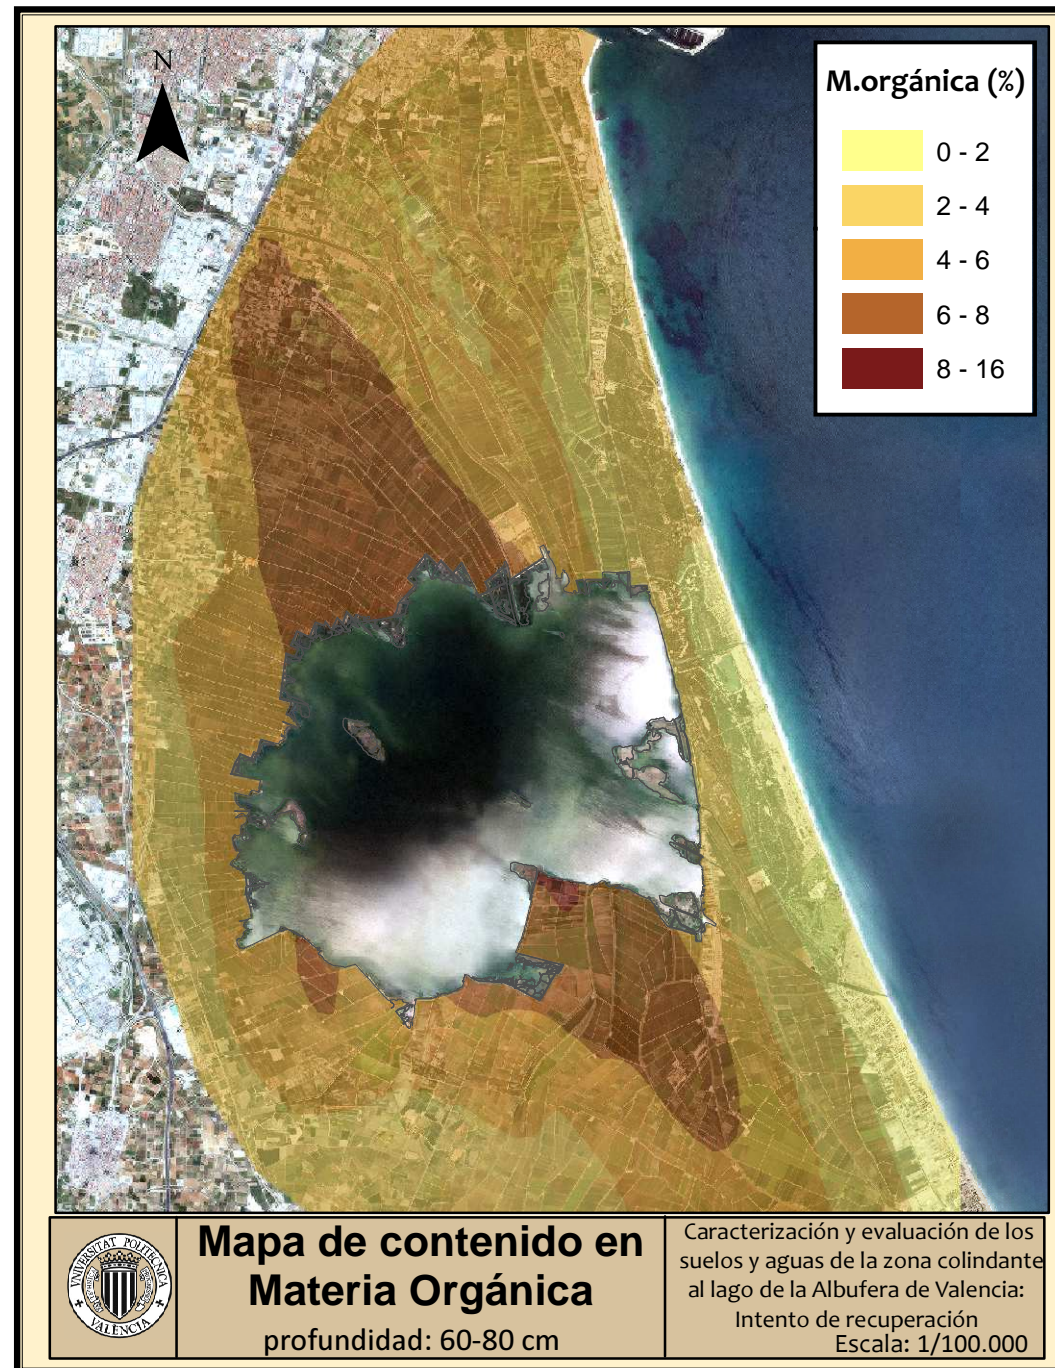 N
M.orgánica (%)
0 - 2
2 - 4
4 - 6
6 - 8
8 - 16
UNIVERSITAT POLITÈCNICA
VALÈNCIA
Mapa de contenido en
Materia Orgánica
profundidad: 60-80 cm
Caracterización y evaluación de los
suelos y aguas de la zona colindante
al lago de la Albufera de Valencia:
Intento de recuperación
Escala: 1/100.000